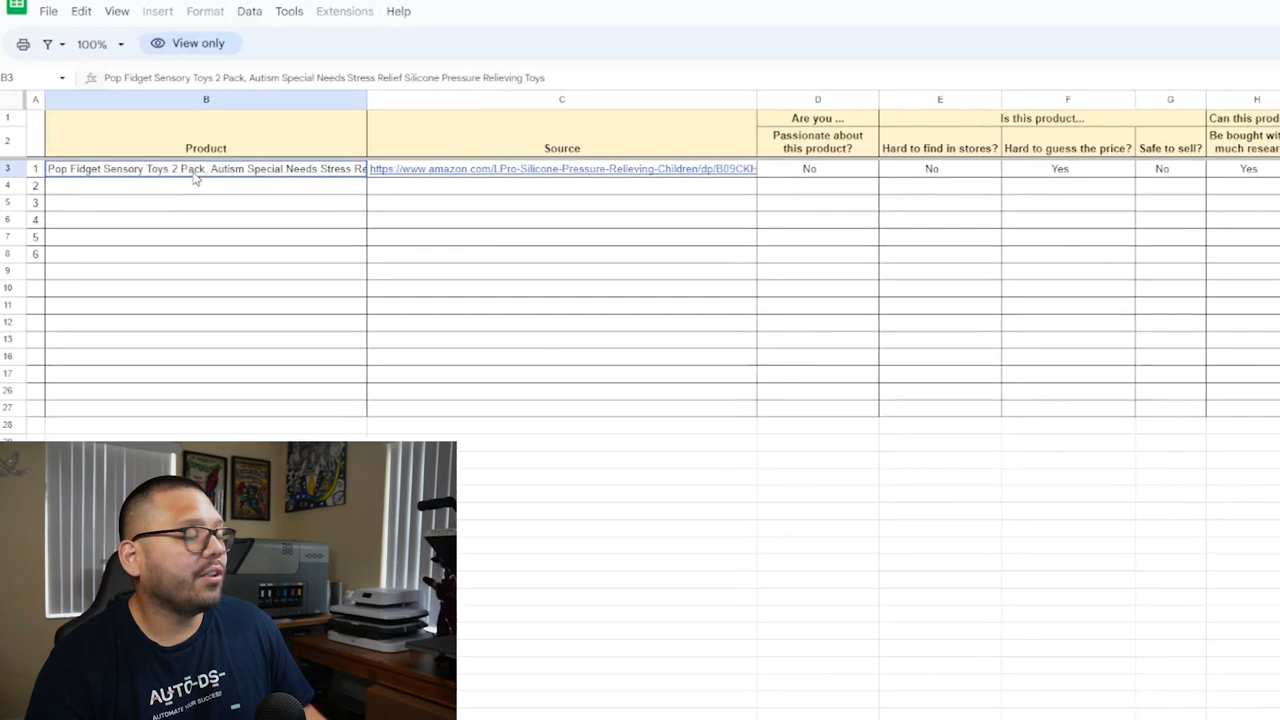 File Edit View Insert Format Data Tools Extensions Help
100% View only
B3 fx Pop Fidget Sensory Toys 2 Pack, Autism Special Needs Stress Relief Silicone Pressure Relieving Toys
A B C D E F G H
1 Are you ... Is this product... Can this prod
2 Product Source Passionate about this product? Hard to find in stores? Hard to guess the price? Safe to sell? Be bought wit much resear
3 1 Pop Fidget Sensory Toys 2 Pack, Autism Special Needs Stress Re https://www.amazon.com/LPro-Silicone-Pressure-Relieving-Children/dp/B09CKH No No Yes No Yes
4 2
5 3
6 4
7 5
8 6
9
10
11
12
13
16
17
26
27
28
AUTO-DS
AUTOMATE YOUR SUCCESS